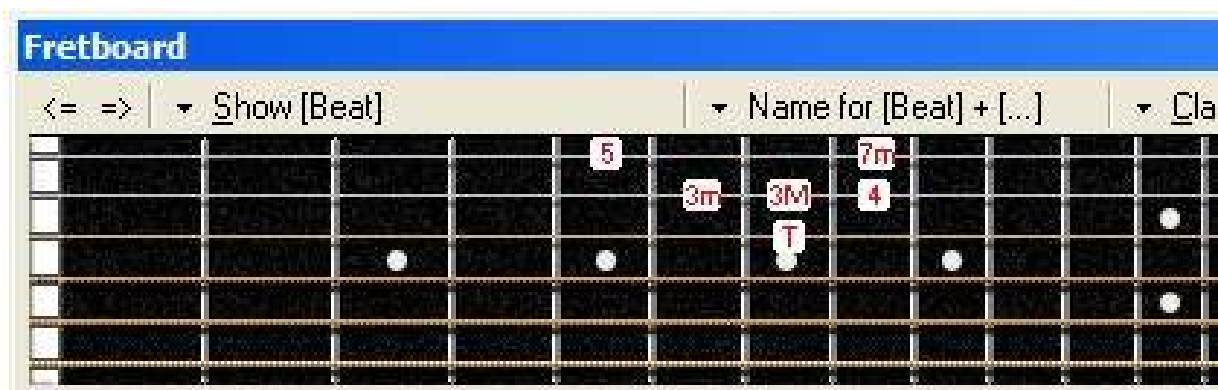 Fretboard
<= => Show [Beat] Name for [Beat] + [...] Cla
5 7m
3m 3M 4
T